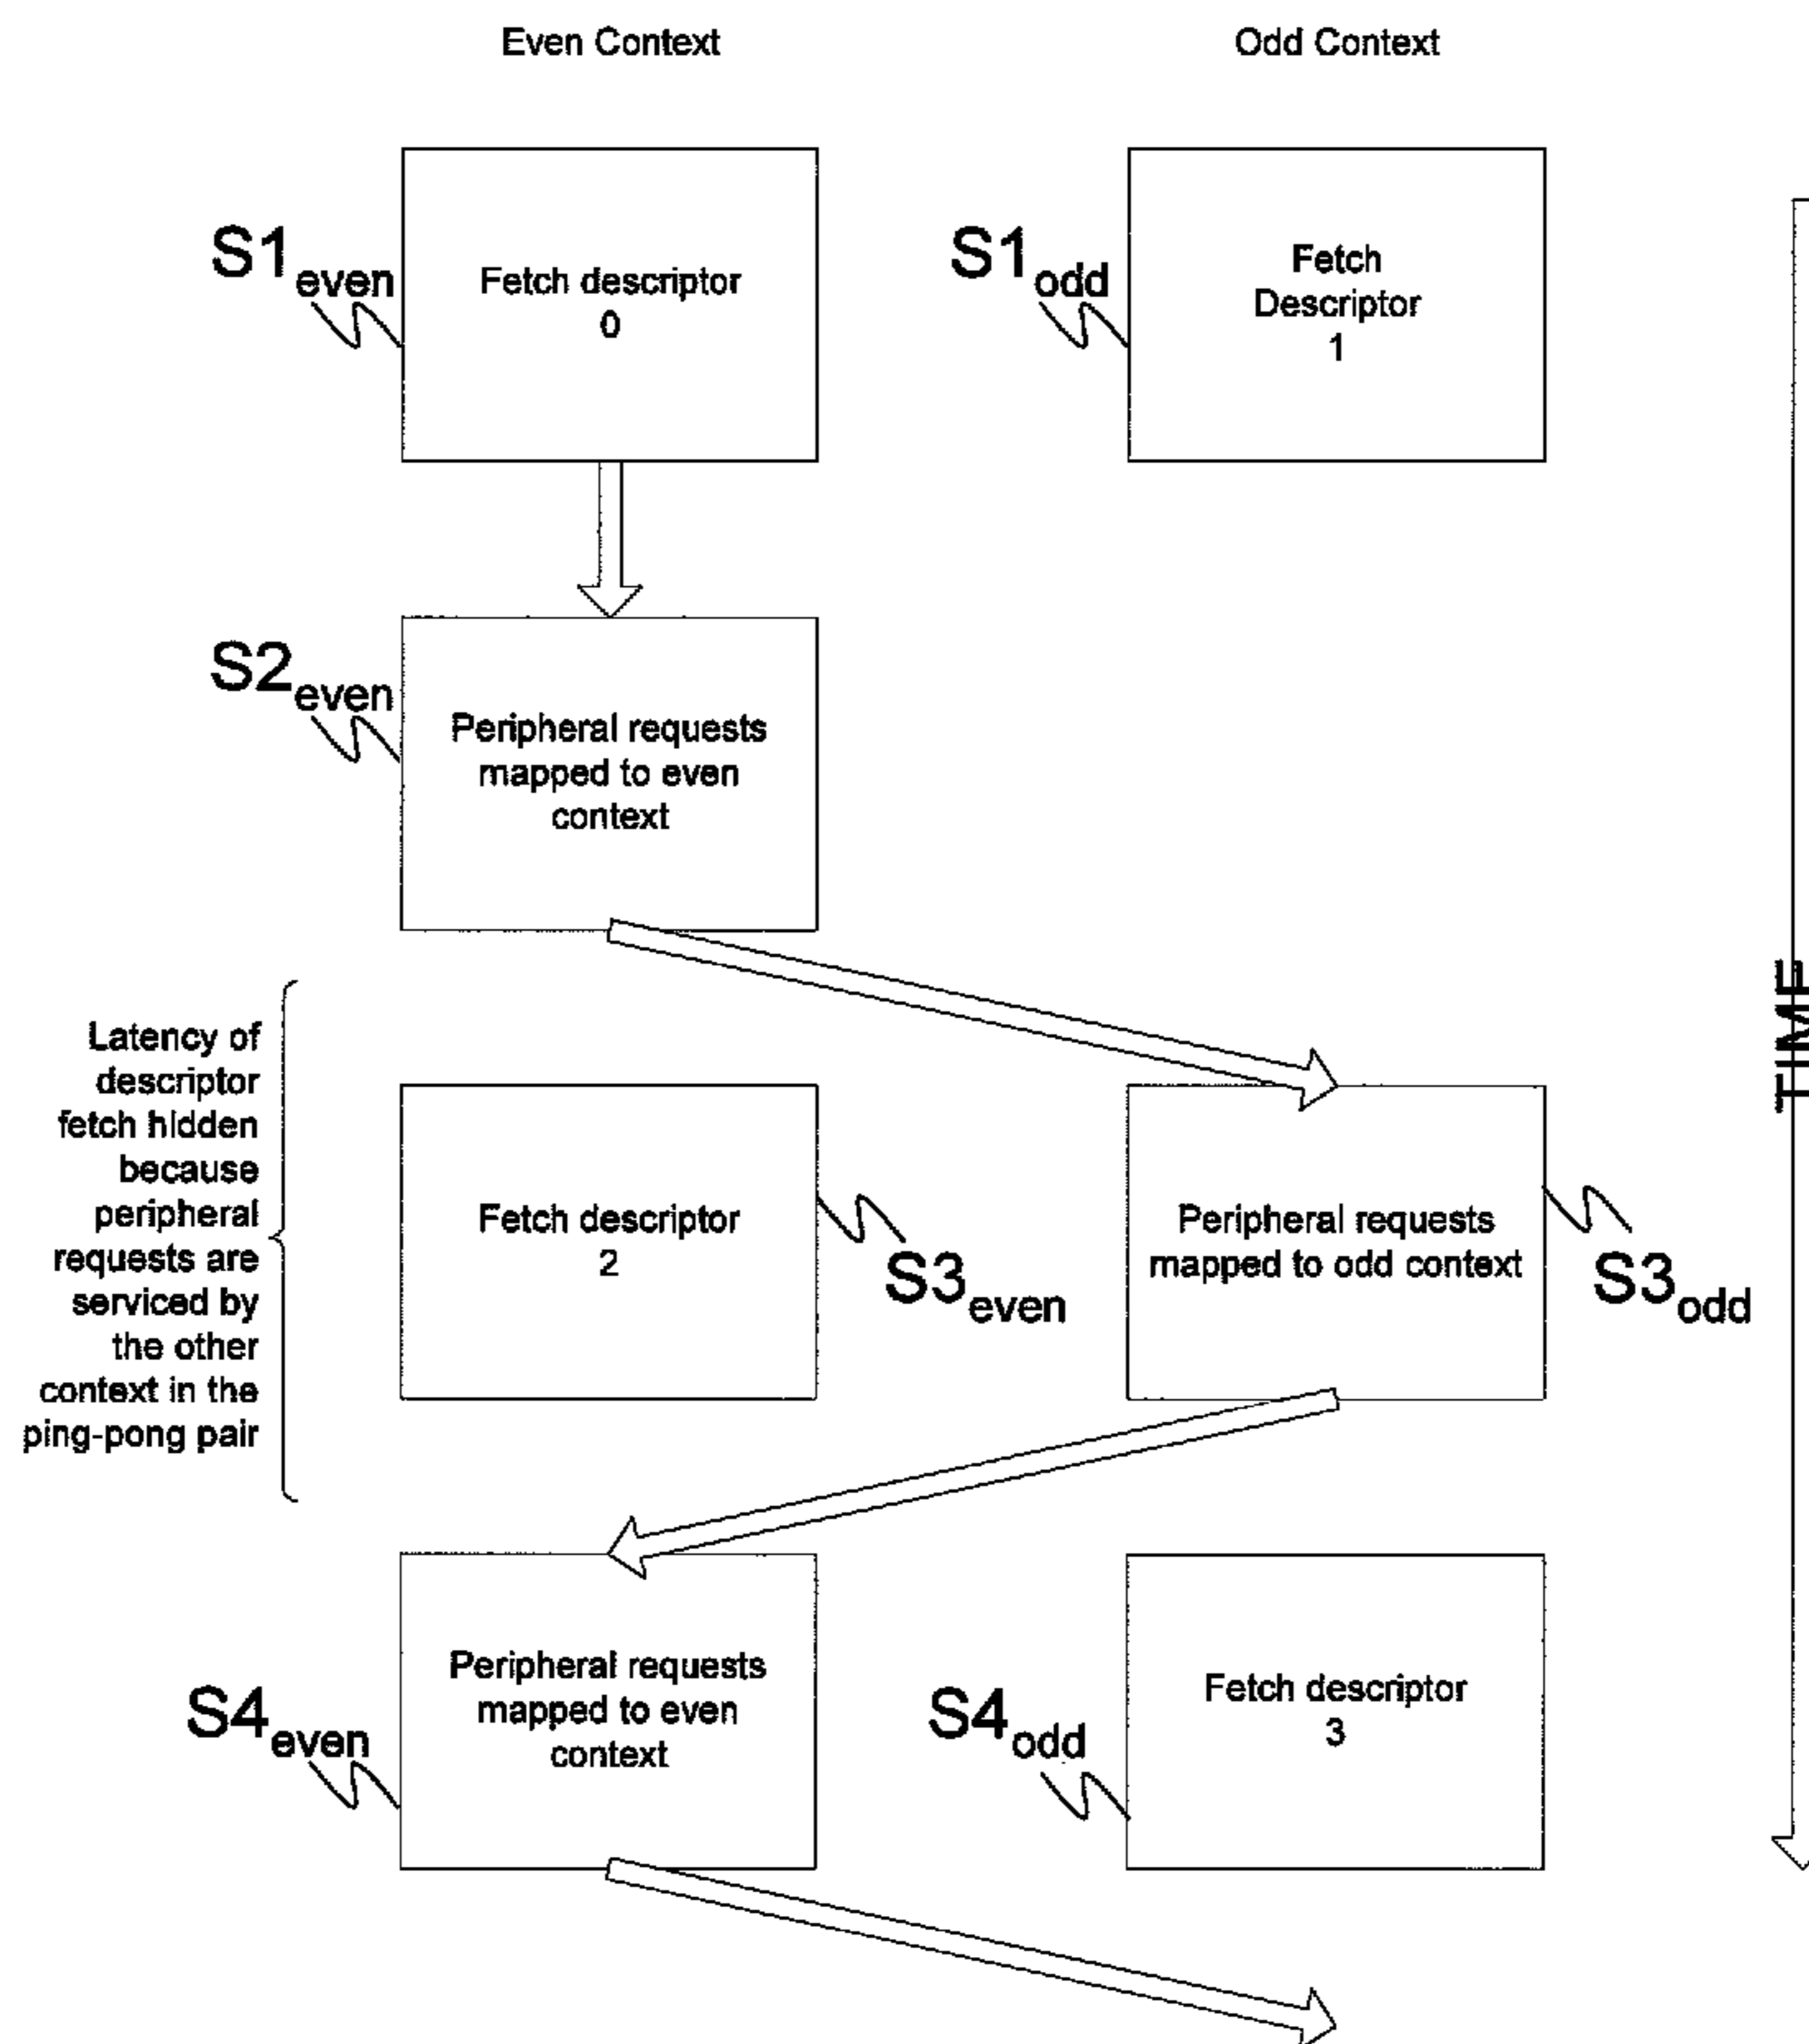 Even Context
Odd Context
S1even
Fetch descriptor
0
S1odd
Fetch
Descriptor
1
S2even
Peripheral requests
mapped to even
context
TIME
Latency of
descriptor
fetch hidden
because
peripheral
requests are
serviced by
the other
context in the
ping-pong pair
Fetch descriptor
2
S3even
Peripheral requests
mapped to odd context
S3odd
S4even
Peripheral requests
mapped to even
context
S4odd
Fetch descriptor
3